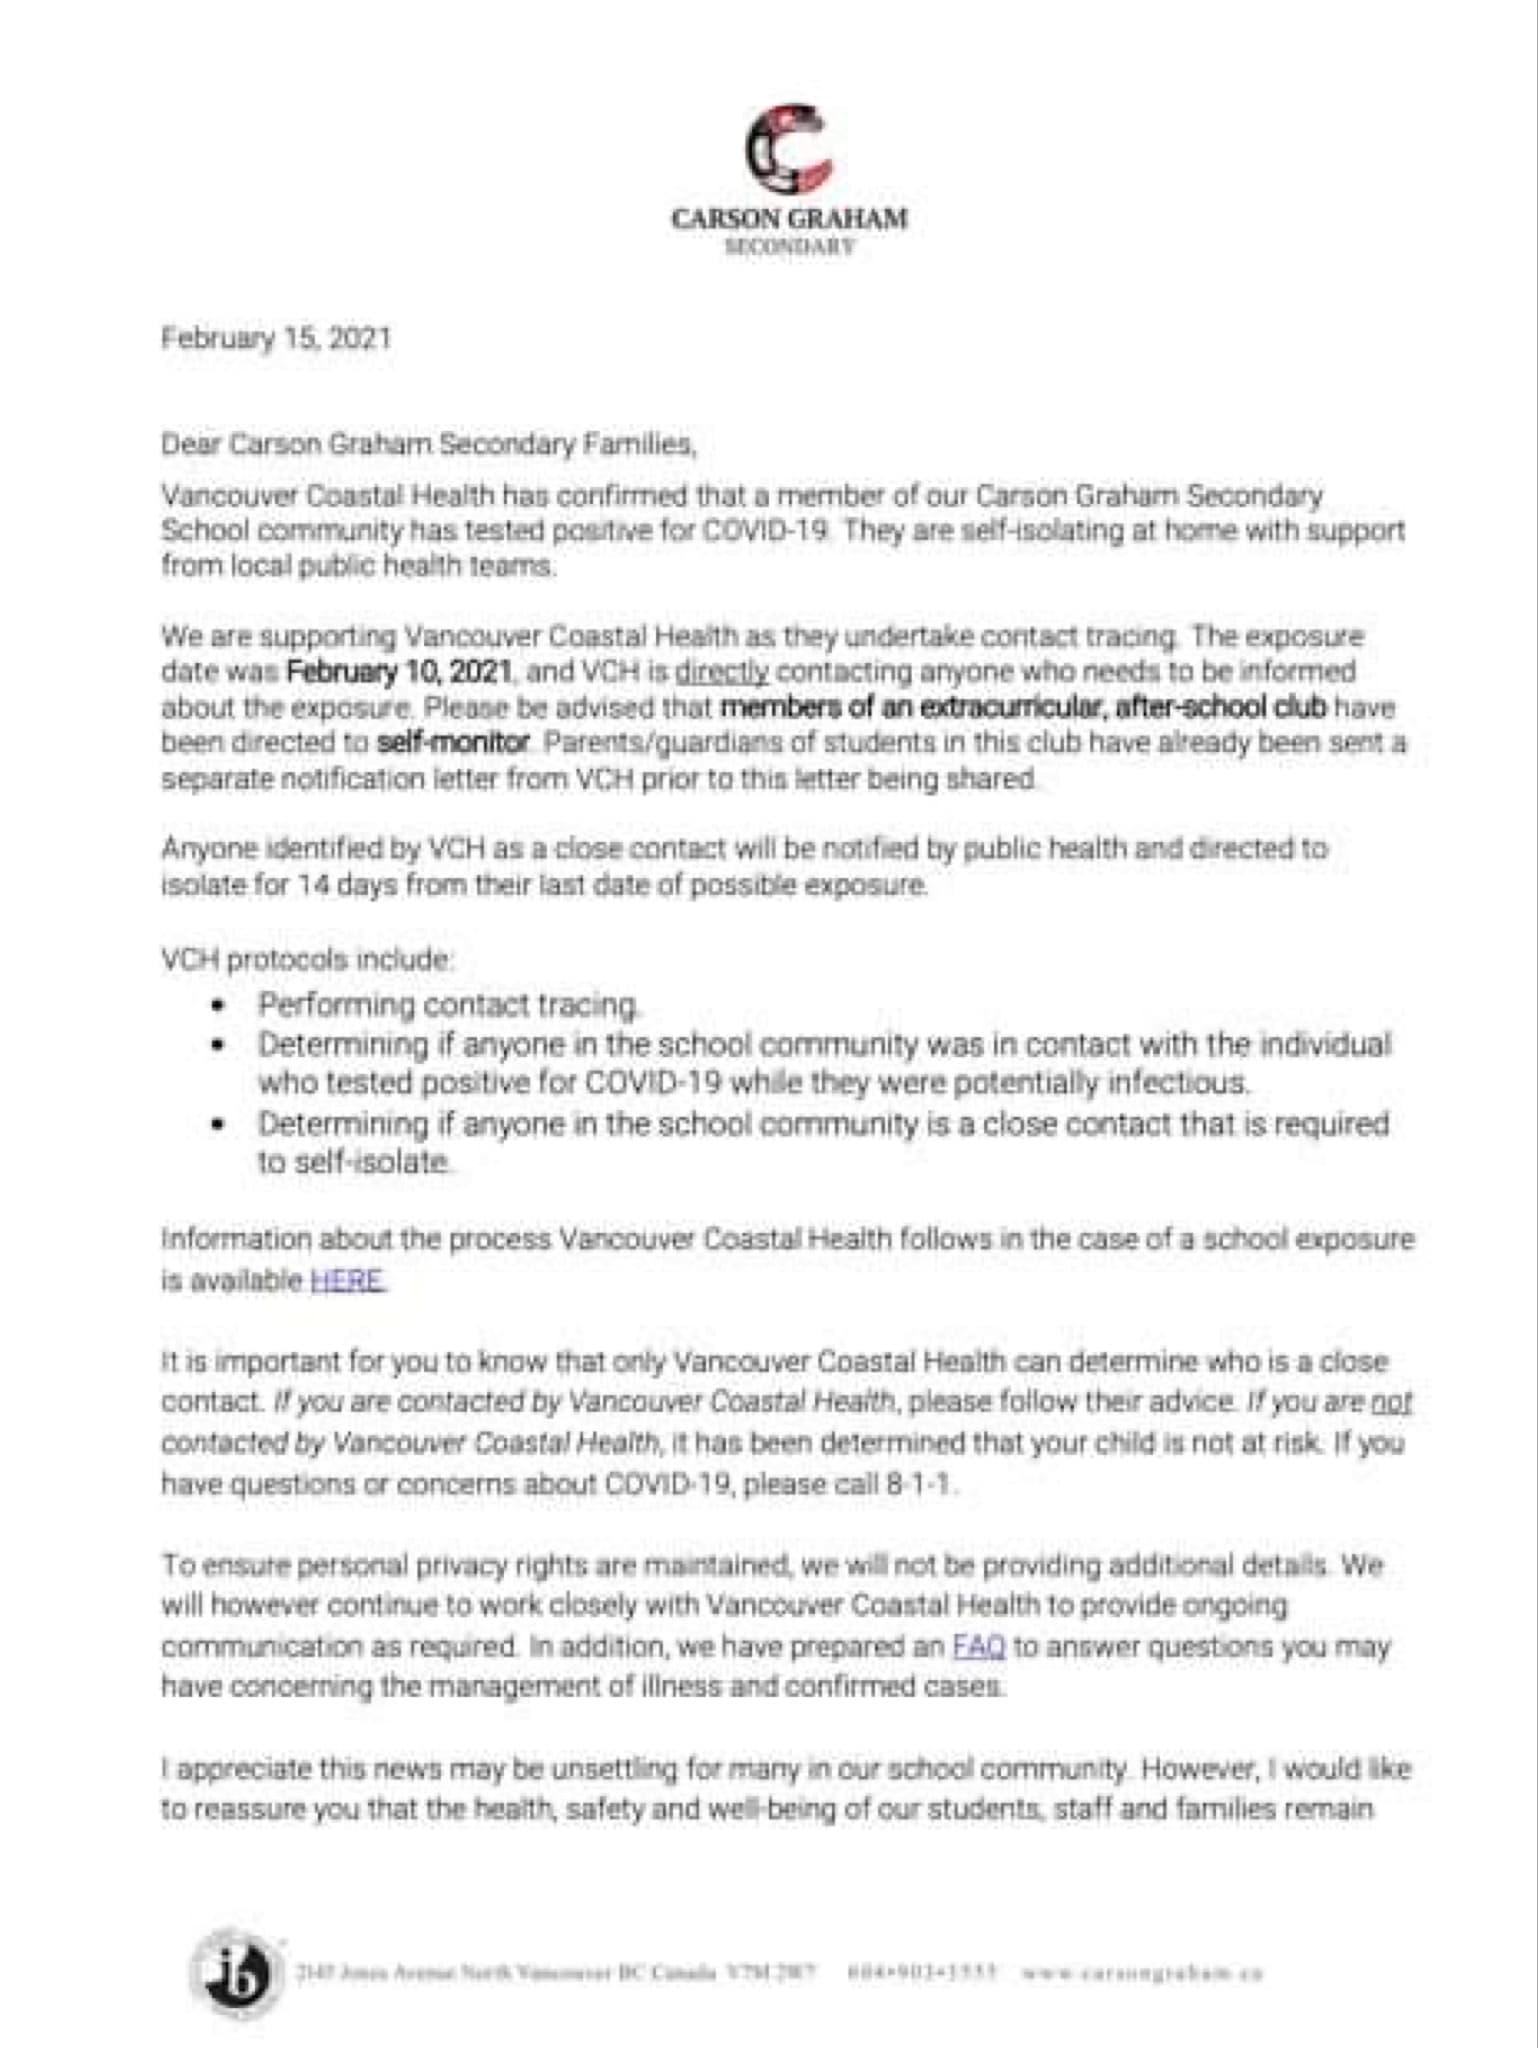 CARSON GRAHAM
SECONDARY
February 15, 2021
Dear Carson Graham Secondary Families,
Vancouver Coastal Health has confirmed that a member of our Carson Graham Secondary
School community has tested positive for COVID-19. They are self-isolating at home with support
from local public health teams.
We are supporting Vancouver Coastal Health as they undertake contact tracing. The exposure
date was February 10, 2021, and VCH is directly contacting anyone who needs to be informed
about the exposure. Please be advised that members of an extracurricular, after-school club have
been directed to self-monitor. Parents/guardians of students in this club have already been sent a
separate notification letter from VCH prior to this letter being shared.
Anyone identified by VCH as a close contact will be notified by public health and directed to
isolate for 14 days from their last date of possible exposure.
VCH protocols include:
• Performing contact tracing.
• Determining if anyone in the school community was in contact with the individual
who tested positive for COVID-19 while they were potentially infectious.
• Determining if anyone in the school community is a close contact that is required
to self-isolate.
Information about the process Vancouver Coastal Health follows in the case of a school exposure
is available HERE.
It is important for you to know that only Vancouver Coastal Health can determine who is a close
contact. If you are contacted by Vancouver Coastal Health, please follow their advice. If you are not
contacted by Vancouver Coastal Health, it has been determined that your child is not at risk. If you
have questions or concerns about COVID-19, please call 8-1-1.
To ensure personal privacy rights are maintained, we will not be providing additional details. We
will however continue to work closely with Vancouver Coastal Health to provide ongoing
communication as required. In addition, we have prepared an FAQ to answer questions you may
have concerning the management of illness and confirmed cases.
I appreciate this news may be unsettling for many in our school community. However, I would like
to reassure you that the health, safety and well-being of our students, staff and families remain
ib
Jones Avenue North Vancouver BC Canada www.carsongraham.ca